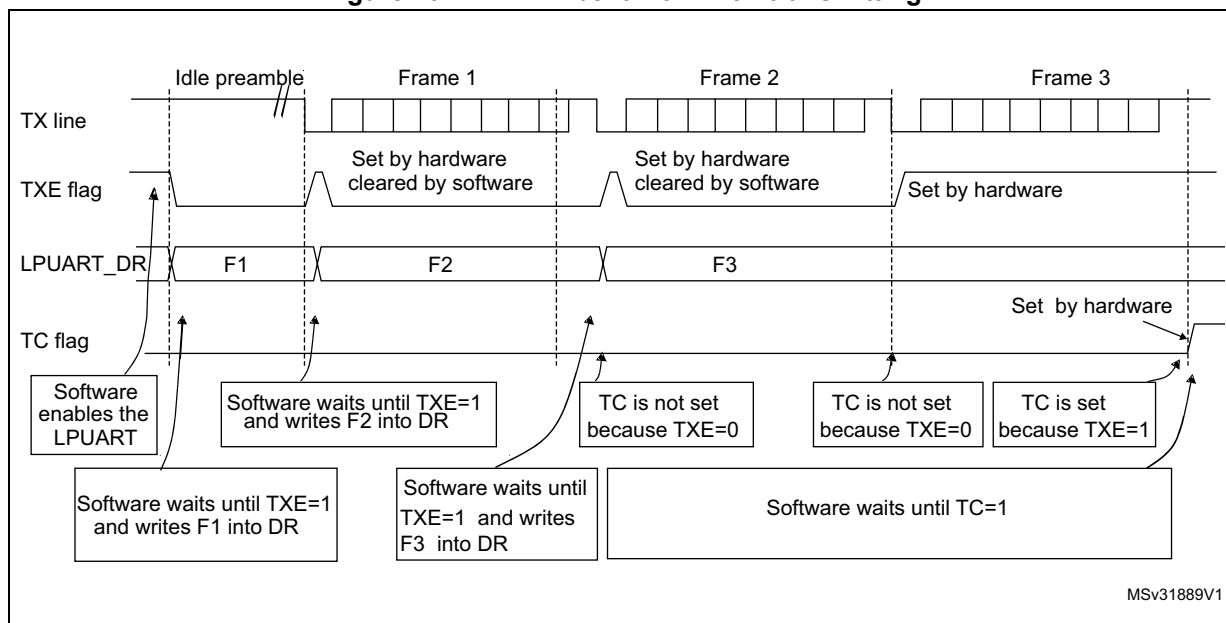 Idle preamble
Frame 1
Frame 2
Frame 3
TX line
TXE flag
Set by hardware
cleared by software
Set by hardware
cleared by software
Set by hardware
LPUART_DR
F1
F2
F3
TC flag
Set by hardware
Software
enables the
LPUART
Software waits until TXE=1
and writes F2 into DR
TC is not set
because TXE=0
TC is not set
because TXE=0
TC is set
because TXE=1
Software waits until TXE=1
and writes F1 into DR
Software waits until
TXE=1 and writes
F3 into DR
Software waits until TC=1
MSv31889V1